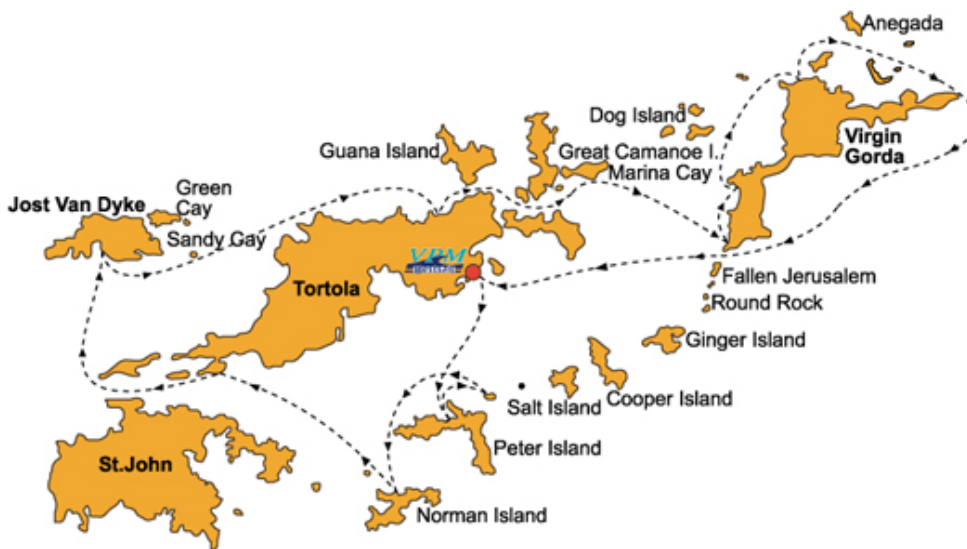 Anegada
Dog Island
Virgin
Gorda
Guana Island
Great Camanoe I.
Marina Cay
Green
Cay
Jost Van Dyke
Sandy Cay
VPM
Tortola
Fallen Jerusalem
Round Rock
Ginger Island
Salt Island
Cooper Island
Peter Island
St.John
Norman Island